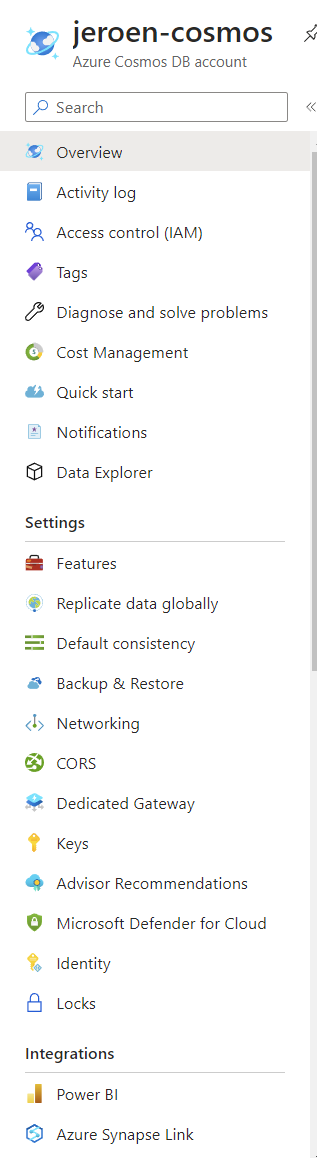 jeroen-cosmos
Azure Cosmos DB account
Search
Overview
Activity log
Access control (IAM)
Tags
Diagnose and solve problems
Cost Management
Quick start
Notifications
Data Explorer
Settings
Features
Replicate data globally
Default consistency
Backup & Restore
Networking
CORS
Dedicated Gateway
Keys
Advisor Recommendations
Microsoft Defender for Cloud
Identity
Locks
Integrations
Power BI
Azure Synapse Link